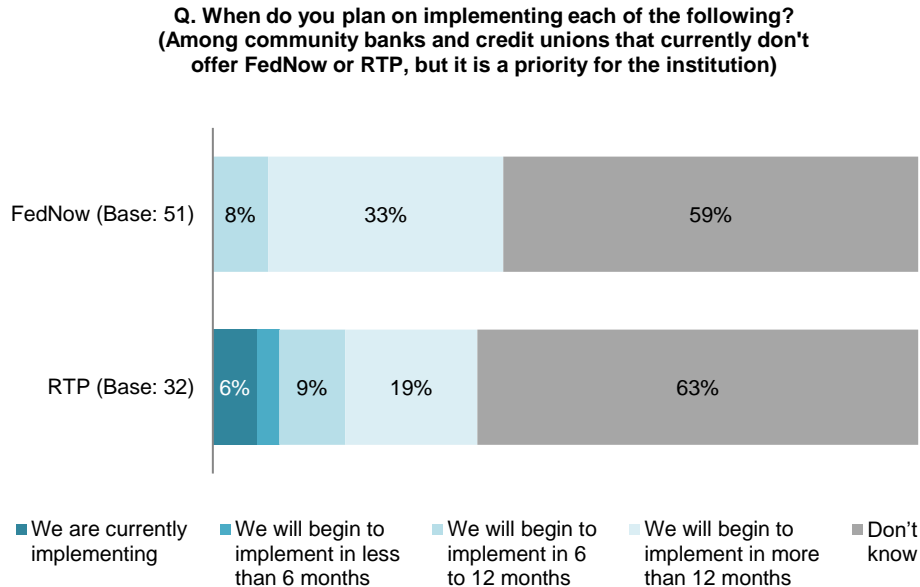 Q. When do you plan on implementing each of the following?
(Among community banks and credit unions that currently don't
offer FedNow or RTP, but it is a priority for the institution)
FedNow (Base: 51)
8%
33%
59%
RTP (Base: 32)
6%
9%
19%
63%
We are currently
implementing
We will begin to
implement in less
than 6 months
We will begin to
implement in 6
to 12 months
We will begin to
implement in more
than 12 months
Don't
know